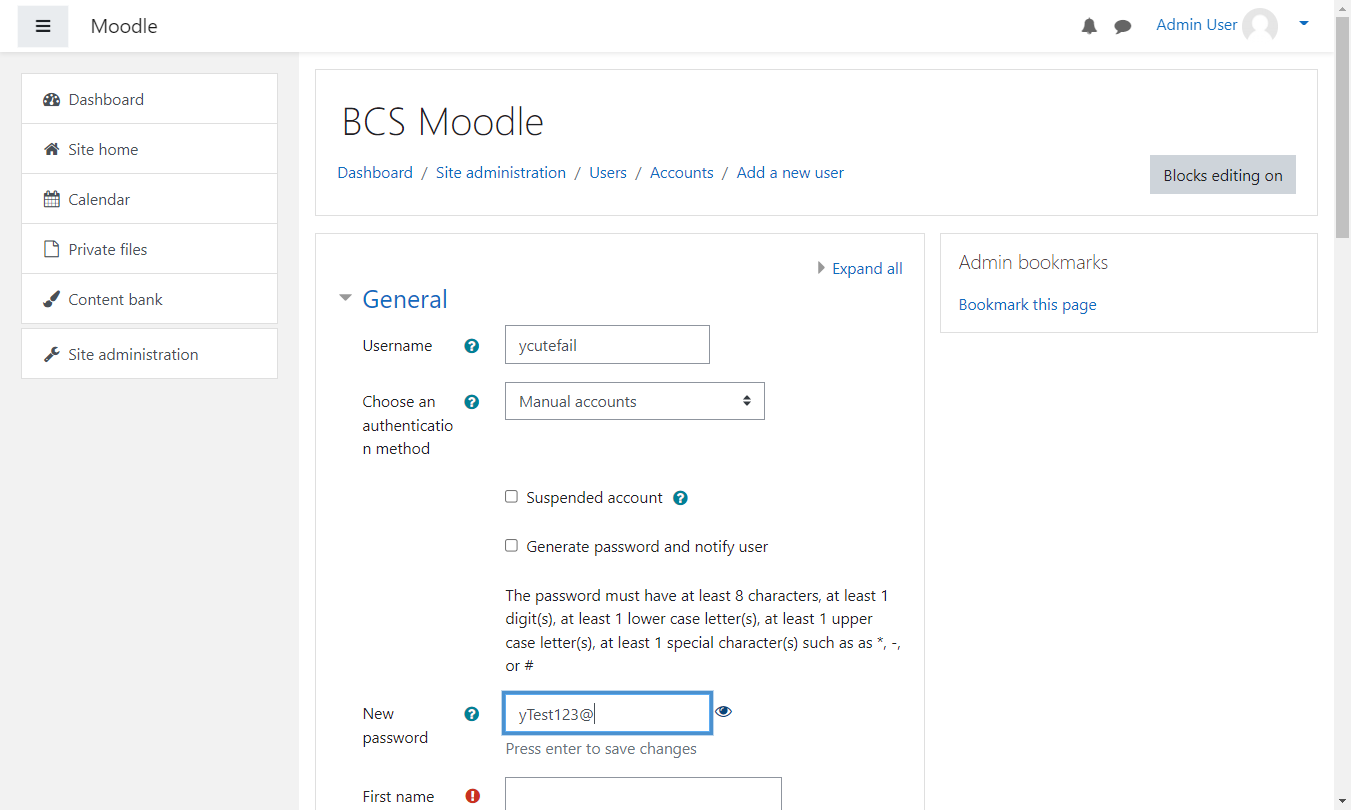 Moodle
Admin User
Dashboard
Site home
Calendar
Private files
Content bank
Site administration
BCS Moodle
Dashboard / Site administration / Users / Accounts / Add a new user
Blocks editing on
Expand all
General
Username
ycutefail
Choose an
authenticatio
n method
Manual accounts
Suspended account
Generate password and notify user
The password must have at least 8 characters, at least 1
digit(s), at least 1 lower case letter(s), at least 1 upper
case letter(s), at least 1 special character(s) such as as *, -,
or #
New
password
yTest123@
Press enter to save changes
First name
Admin bookmarks
Bookmark this page